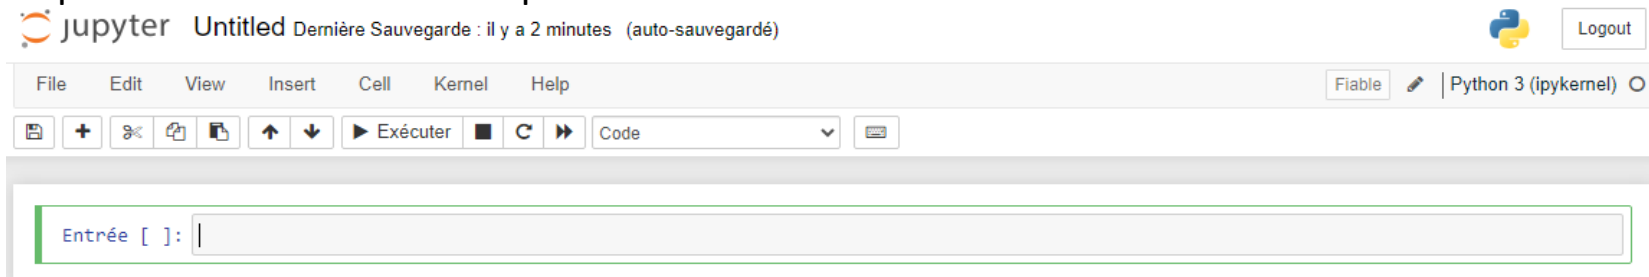 jupyter Untitled Dernière Sauvegarde : il y a 2 minutes (auto-sauvegardé) Logout
File Edit View Insert Cell Kernel Help Fiable Python 3 (ipykernel)
Exécuter Code
Entrée [ ]: